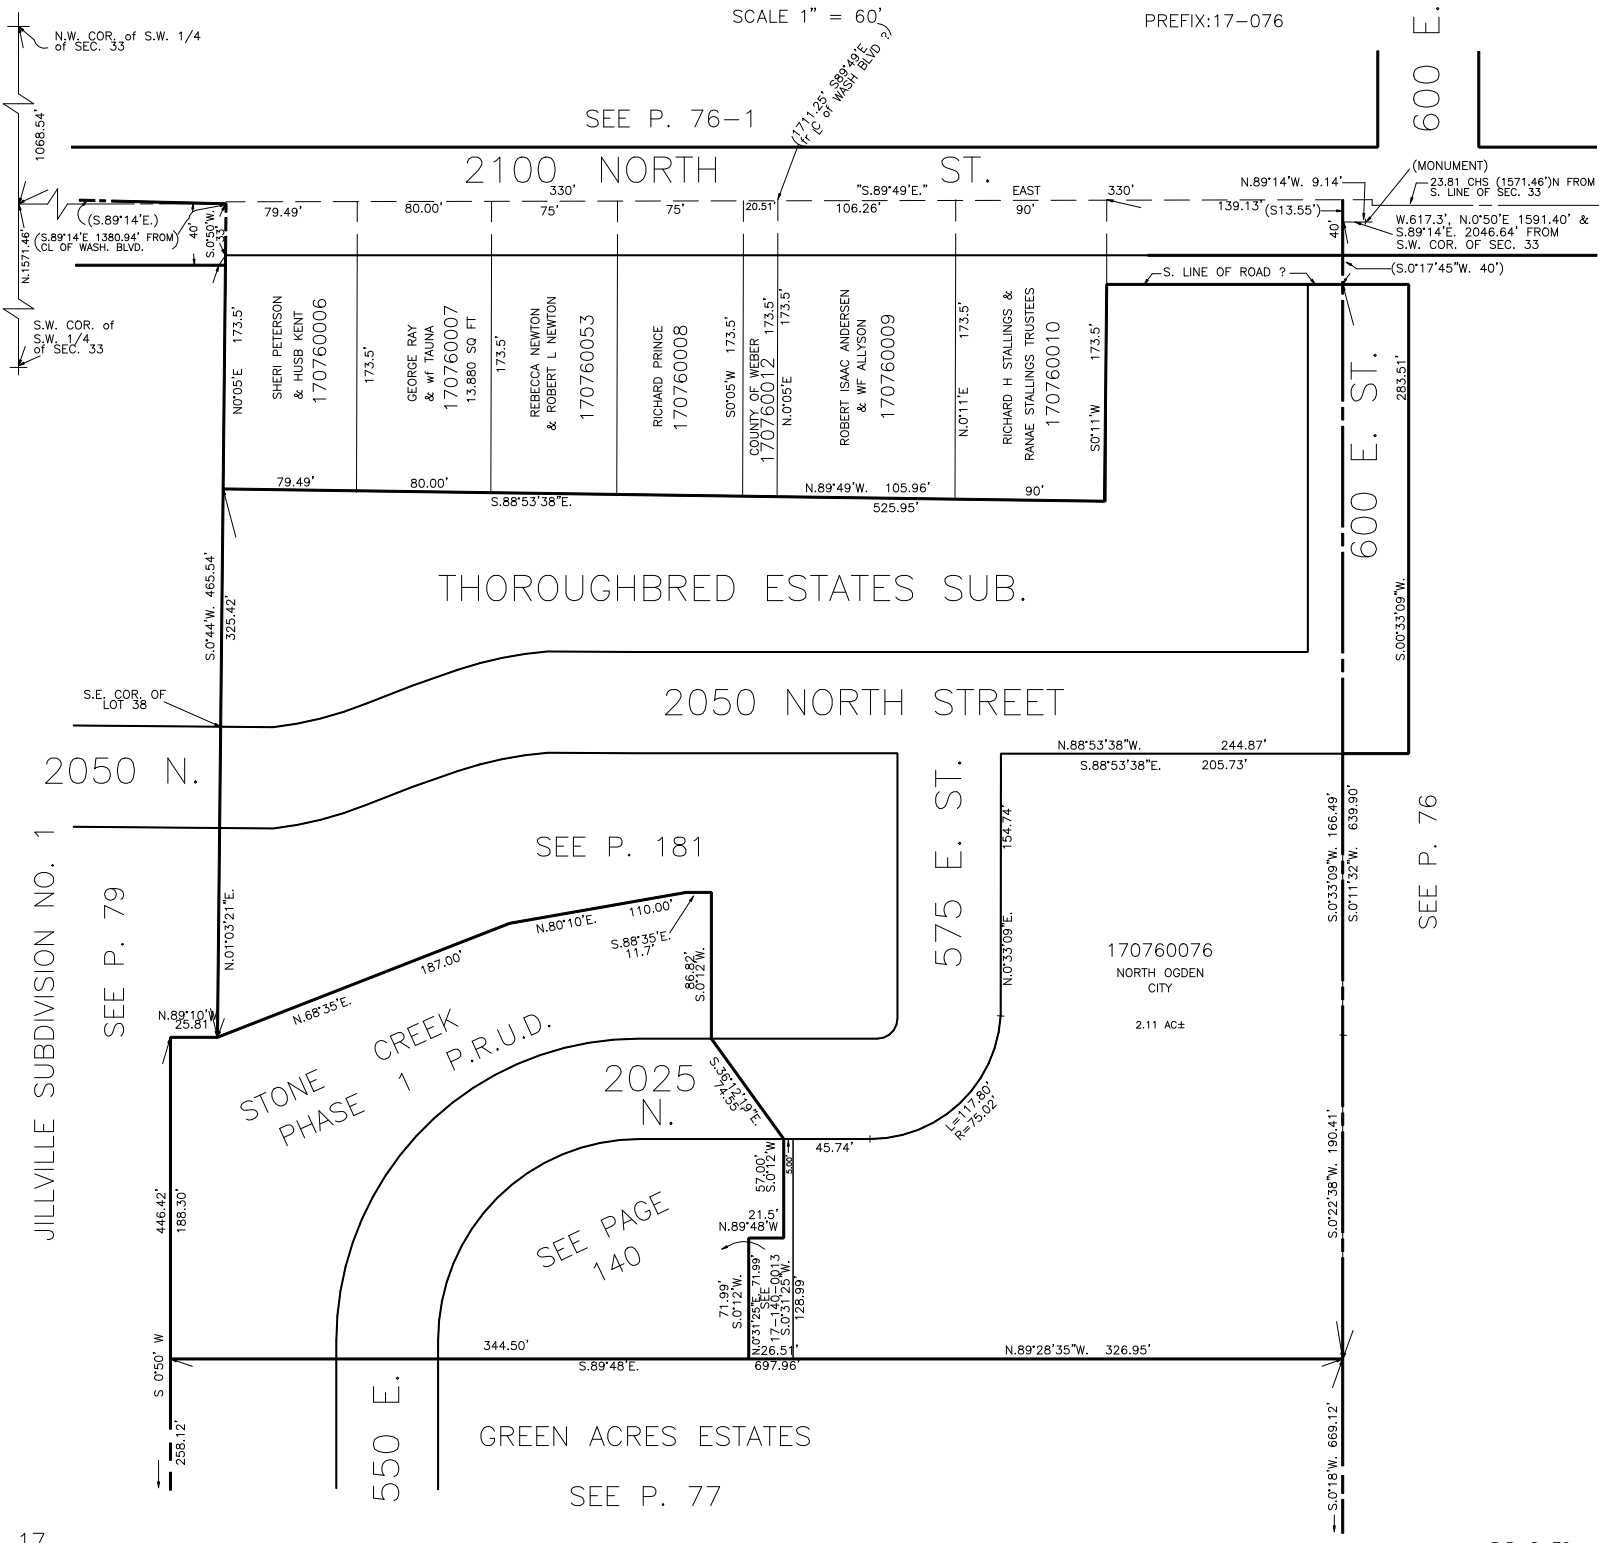 SCALE 1" = 60'
PREFIX:17-076
600 E.
N.W. COR. of S.W. 1/4
of SEC. 33
1068.54'
(1711.25' S89°49'E
fr C of WASH BLVD ?)
SEE P. 76-1
2100 NORTH ST.
(MONUMENT)
23.81 CHS (1571.46')N FROM
S. LINE OF SEC. 33
N.89°14'W. 9.14'
W.617.3', N.0°50'E 1591.40' &
S.89°14'E. 2046.64' FROM
S.W. COR. OF SEC. 33
330'
"S.89°49'E."
EAST
330'
79.49'
80.00'
75'
75'
20.51'
106.26'
90'
139.13'
(S13.55')
40'
(S.0°17'45"W. 40')
(S.89°14'E.)
(S.89°14'E 1380.94' FROM)
CL OF WASH. BLVD.
40'
S.0°50'W.
33'
N.1571.46'
S.W. COR. of
S.W. 1/4
of SEC. 33
S. LINE OF ROAD ?
N0°05'E 173.5'
SHERI PETERSON
& HUSB KENT
170760006
173.5'
GEORGE RAY
& wf TAUNA
170760007
13.880 SQ FT
173.5'
REBECCA NEWTON
& ROBERT L NEWTON
170760053
RICHARD PRINCE
170760008
S0°05'W 173.5'
COUNTY OF WEBER
170760012
173.5'
N.0°05'E 173.5'
ROBERT ISAAC ANDERSEN
& WF ALLYSON
170760009
N.0°11'E 173.5'
RICHARD H STALLINGS &
RANAE STALLINGS TRUSTEES
170760010
S0°11'W 173.5'
283.51'
S.00°33'09"W.
600 E. ST.
79.49'
80.00'
S.88°53'38"E.
N.89°49'W. 105.96'
525.95'
90'
THOROUGHBRED ESTATES SUB.
S.0°44'W. 465.54'
325.42'
S.E. COR. OF
LOT 38
2050 NORTH STREET
2050 N.
N.88°53'38"W. 244.87'
S.88°53'38"E. 205.73'
575 E. ST.
154.74'
N.0°33'09"E.
S.0°33'09"W. 166.49'
S.0°11'32"W. 639.90'
SEE P. 76
JILLVILLE SUBDIVISION NO. 1
SEE P. 79
N.01°03'21"E.
SEE P. 181
N.80°10'E. 110.00'
S.88°35'E.
11.7'
187.00'
N.68°35'E.
86.82'
S.0°12'W.
N.89°10'W
25.81'
170760076
NORTH OGDEN
CITY
2.11 AC±
STONE CREEK
PHASE 1 P.R.U.D.
2025
N.
S.36°12'19"E.
74.55'
L=117.80'
R=75.02'
45.74'
57.00'
S.0°12'W
5.00'
446.42'
188.30'
SEE PAGE
140
21.5'
N.89°48'W
71.99'
S.0°12'W.
N.0°31'25"E. 71.99'
SEE
17-140-0013
S.0°31'25"W.
128.99'
S.0°22'38"W. 190.41'
344.50'
S.89°48'E.
26.51'
697.96'
N.89°28'35"W. 326.95'
S 0°50' W
258.12'
550 E.
GREEN ACRES ESTATES
SEE P. 77
S.0°18'W. 669.12'
17